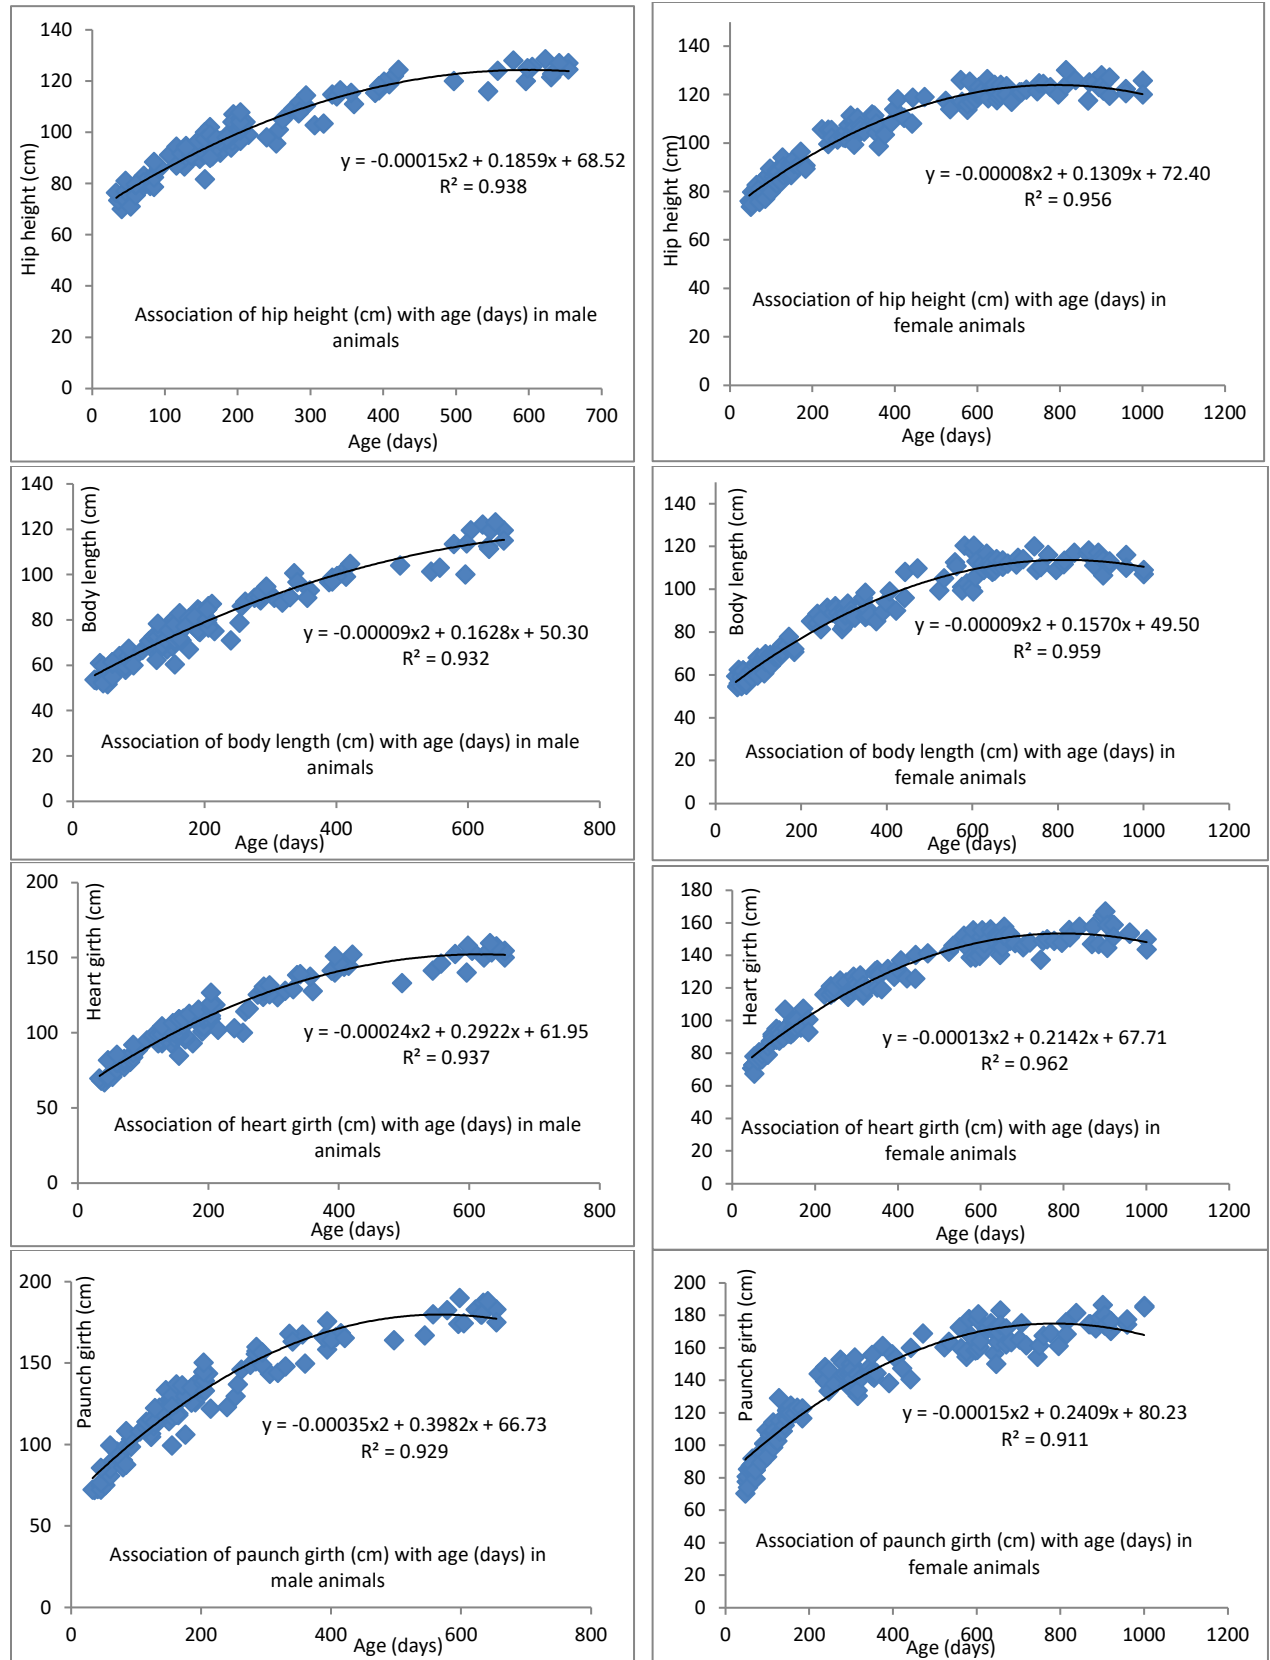 140
120
100
80
60
40
20
0
Hip height (cm)
y = -0.00015x2 + 0.1859x + 68.52
R² = 0.938
Association of hip height (cm) with age (days) in male
animals
0 100 200 300 400 500 600 700
Age (days)
140
120
100
80
60
40
20
0
Hip height (cm)
y = -0.00008x2 + 0.1309x + 72.40
R² = 0.956
Association of hip height (cm) with age (days) in
female animals
0 200 400 600 800 1000 1200
Age (days)
140
120
100
80
60
40
20
0
Body length (cm)
y = -0.00009x2 + 0.1628x + 50.30
R² = 0.932
Association of body length (cm) with age (days) in male
animals
0 200 400 600 800
Age (days)
140
120
100
80
60
40
20
0
Body length (cm)
y = -0.00009x2 + 0.1570x + 49.50
R² = 0.959
Association of body length (cm) with age (days) in
female animals
0 200 400 600 800 1000 1200
Age (days)
200
150
100
50
0
Heart girth (cm)
y = -0.00024x2 + 0.2922x + 61.95
R² = 0.937
Association of heart girth (cm) with age (days) in male
animals
0 200 400 600 800
Age (days)
180
160
140
120
100
80
60
40
20
0
Heart girth (cm)
y = -0.00013x2 + 0.2142x + 67.71
R² = 0.962
Association of heart girth (cm) with age (days) in
female animals
0 200 400 600 800 1000 1200
Age (days)
200
150
100
50
0
Paunch girth (cm)
y = -0.00035x2 + 0.3982x + 66.73
R² = 0.929
Association of paunch girth (cm) with age (days) in
male animals
0 200 400 600 800
Age (days)
200
180
160
140
120
100
80
60
40
20
0
Paunch girth (cm)
y = -0.00015x2 + 0.2409x + 80.23
R² = 0.911
Association of paunch girth (cm) with age (days) in
female animals
0 200 400 600 800 1000 1200
Age (days)